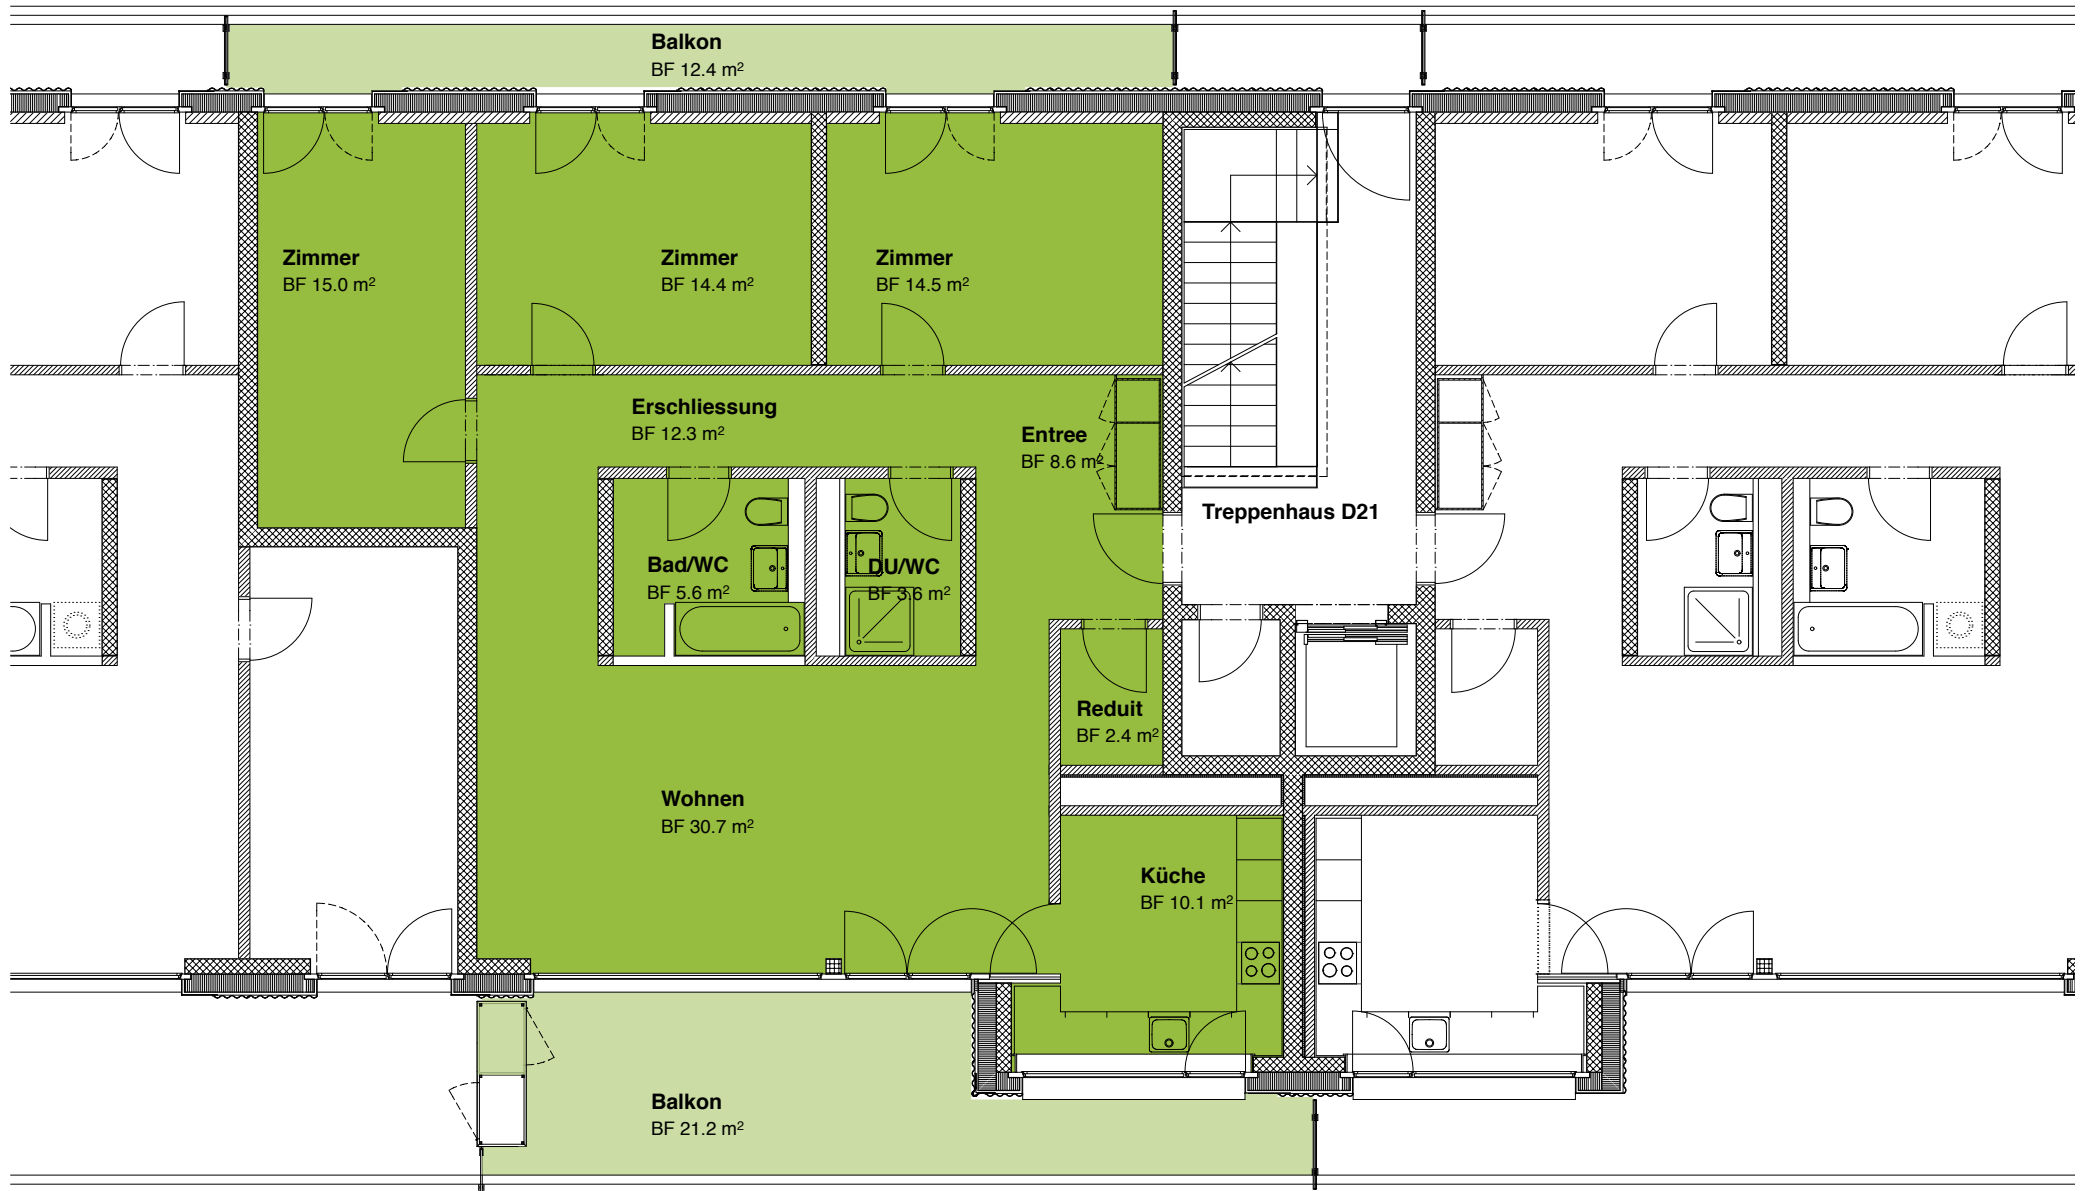 Balkon
BF 12.4 m²
Zimmer
BF 15.0 m²
Zimmer
BF 14.4 m²
Zimmer
BF 14.5 m²
Erschliessung
BF 12.3 m²
Entree
BF 8.6 m²
Treppenhaus D21
Bad/WC
BF 5.6 m²
DU/WC
BF 3.6 m²
Reduit
BF 2.4 m²
Wohnen
BF 30.7 m²
Küche
BF 10.1 m²
Balkon
BF 21.2 m²